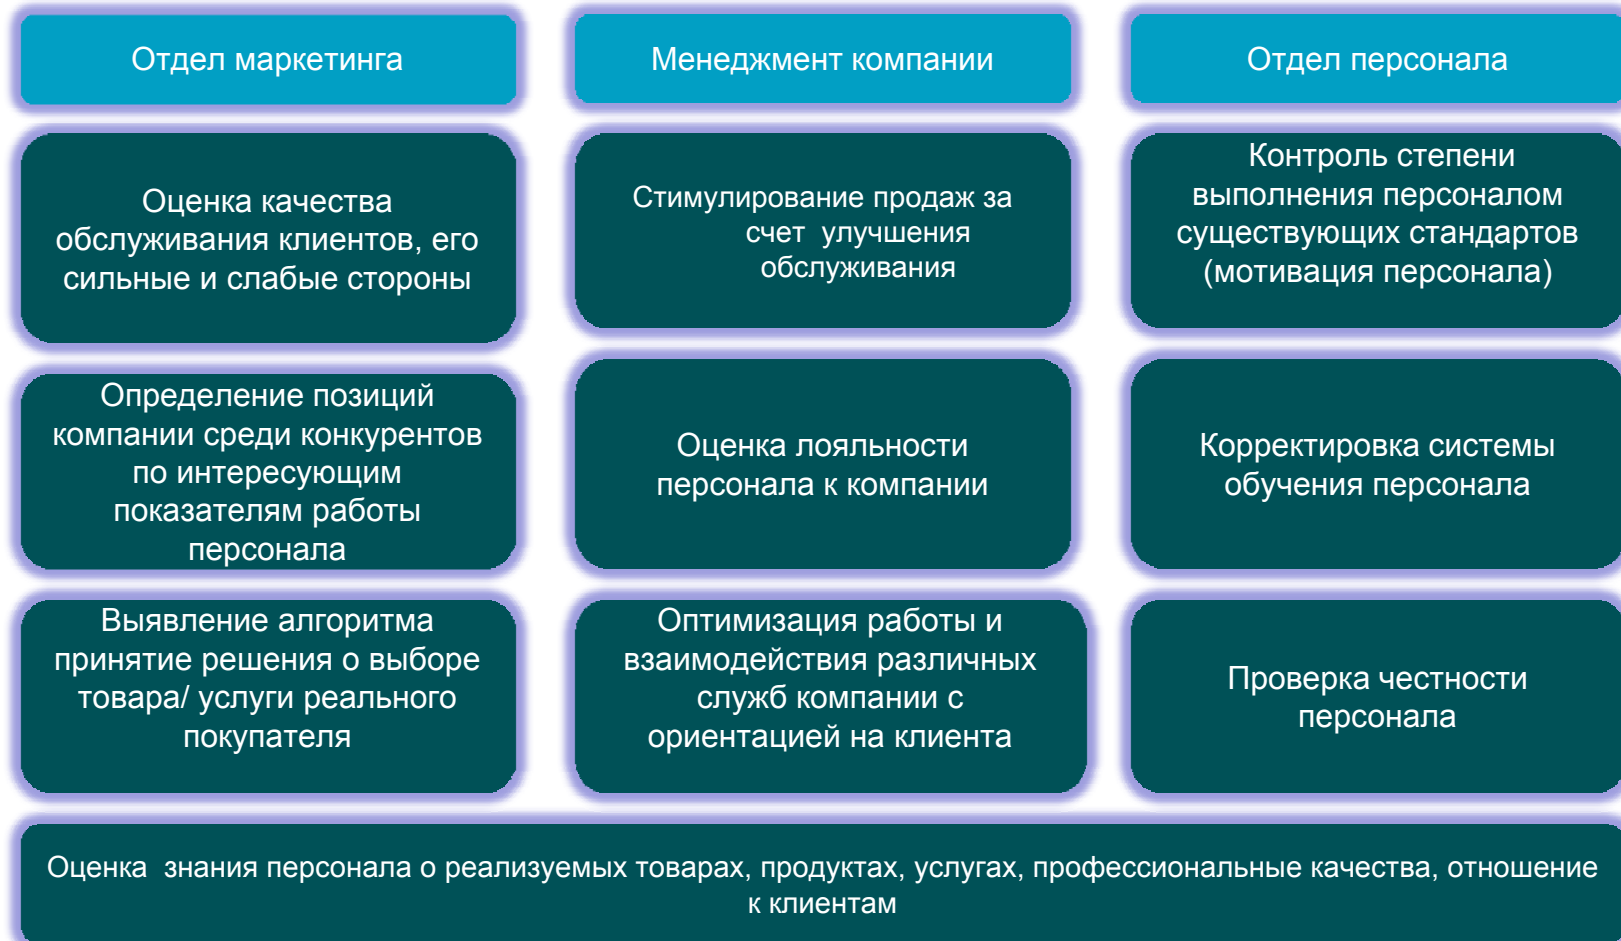 Отдел маркетинга
Менеджмент компании
Отдел персонала
Оценка качества
обслуживания клиентов, его
сильные и слабые стороны
Стимулирование продаж за
счет улучшения
обслуживания
Контроль степени
выполнения персоналом
существующих стандартов
(мотивация персонала)
Определение позиций
компании среди конкурентов
по интересующим
показателям работы
персонала
Оценка лояльности
персонала к компании
Корректировка системы
обучения персонала
Выявление алгоритма
принятие решения о выборе
товара/ услуги реального
покупателя
Оптимизация работы и
взаимодействия различных
служб компании с
ориентацией на клиента
Проверка честности
персонала
Оценка знания персонала о реализуемых товарах, продуктах, услугах, профессиональные качества, отношение
к клиентам